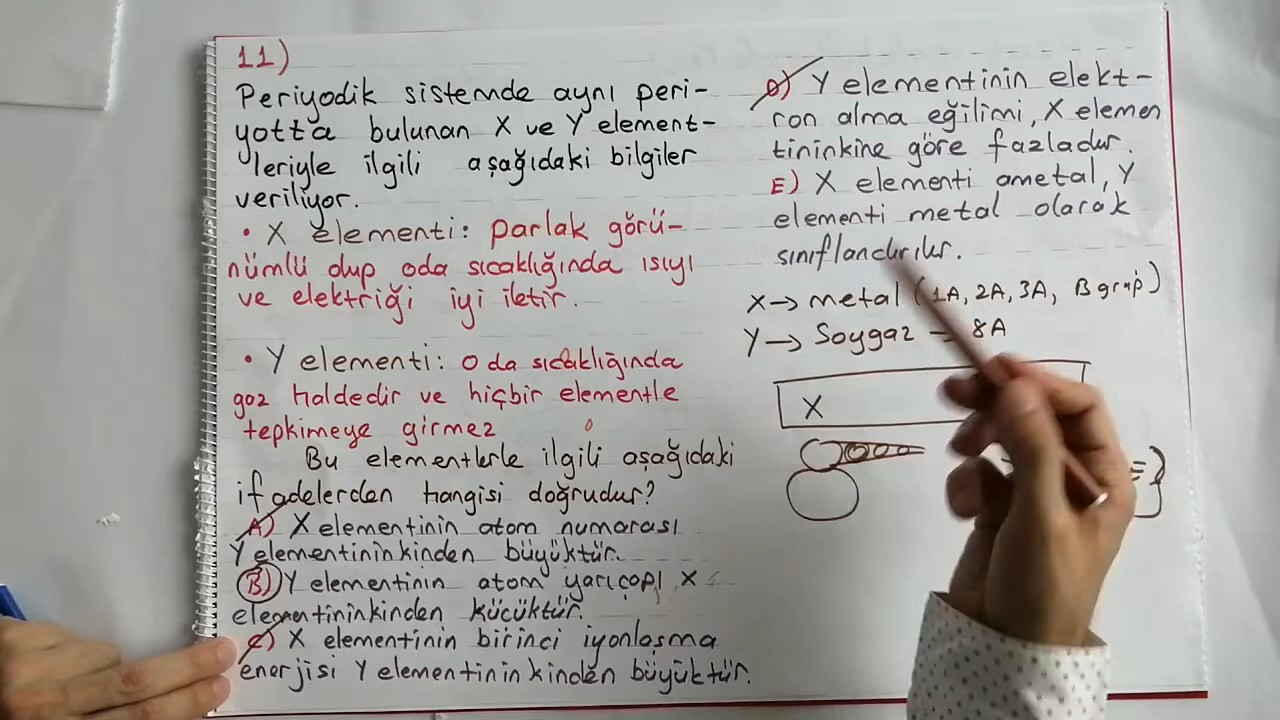 11)
Periyodik sistemde aynı peri-
yotta bulunan X ve Y element-
leriyle ilgili aşağıdaki bilgiler
veriliyor.
• X elementi: parlak görü-
nümlü olup oda sıcaklığında ısıyı
ve elektriği iyi iletir.
• Y elementi: Oda sıcaklığında
gaz haldedir ve hiçbir elementle
tepkimeye girmez
Bu elementlerle ilgili aşağıdaki
ifadelerden hangisi doğrudur?
A) X elementinin atom numarası
Y elementininkinden büyüktür.
B) Y elementinin atom yarıçapı X
elementininkinden küçüktür.
C) X elementinin birinci iyonlaşma
enerjisi Y elementininkinden büyüktür.
D) Y elementinin elekt-
ron alma eğilimi, X elemen
tininkine göre fazladır.
E) X elementi ametal, Y
elementi metal olarak
sınıflandırılır.
X → metal (1A, 2A, 3A, B grup)
Y → Soygaz 8A
X